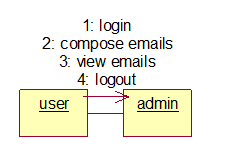 1: login
2: compose emails
3: view emails
4: logout
user
admin